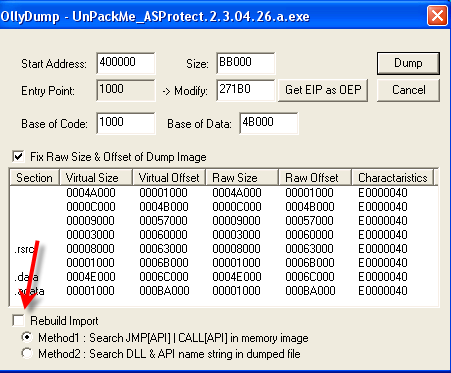 OllyDump - UnPackMe_ASProtect.2.3.04.26.a.exe
Start Address: 400000 Size: BB000 Dump
Entry Point: 1000 -> Modify: 271B0 Get EIP as OEP Cancel
Base of Code: 1000 Base of Data: 4B000
Fix Raw Size & Offset of Dump Image
Section Virtual Size Virtual Offset Raw Size Raw Offset Charactaristics
0004A000 00001000 0004A000 00001000 E0000040
0000C000 0004B000 0000C000 0004B000 E0000040
00009000 00057000 00009000 00057000 E0000040
00003000 00060000 00003000 00060000 E0000040
.rsrc 00008000 00063000 00008000 00063000 E0000040
00001000 0006B000 00001000 0006B000 E0000040
.data 0004E000 0006C000 0004E000 0006C000 E0000040
.adata 00001000 000BA000 00001000 000BA000 E0000040
Rebuild Import
Method1 : Search JMP[API] | CALL[API] in memory image
Method2 : Search DLL & API name string in dumped file